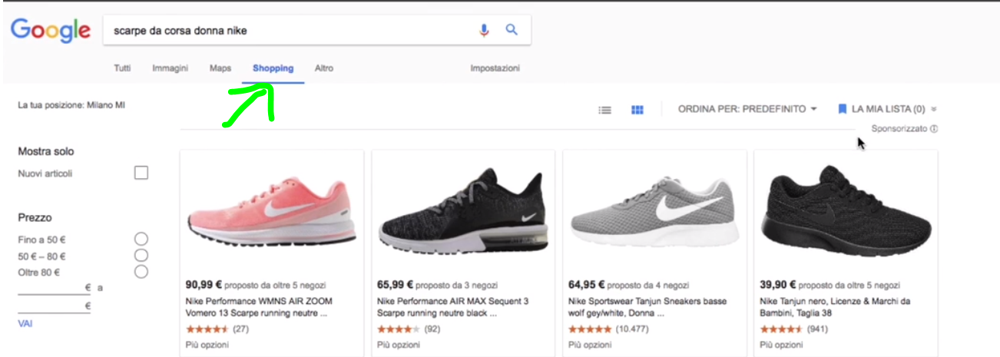 Google
scarpe da corsa donna nike
Tutti Immagini Maps Shopping Altro Impostazioni
La tua posizione: Milano MI
ORDINA PER: PREDEFINITO LA MIA LISTA (0)
Sponsorizzato
Mostra solo
Nuovi articoli
Prezzo
Fino a 50 €
50 € – 80 €
Oltre 80 €
€ a
€
VAI
90,99 € proposto da oltre 5 negozi
Nike Performance WMNS AIR ZOOM
Vomero 13 Scarpe running neutre ...
(27)
Più opzioni
65,99 € proposto da 3 negozi
Nike Performance AIR MAX Sequent 3
Scarpe running neutre black ...
(92)
Più opzioni
64,95 € proposto da 4 negozi
Nike Sportswear Tanjun Sneakers basse
wolf gey/white, Donna ...
(10.477)
Più opzioni
39,90 € proposto da oltre 5 negozi
Nike Tanjun nero, Licenze & Marchi da
Bambini, Taglia 38
(941)
Più opzioni